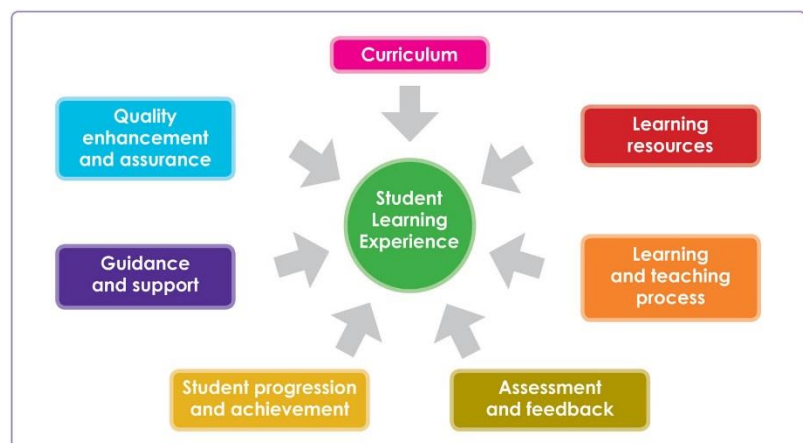 Curriculum
Quality
enhancement
and assurance
Learning
resources
Student
Learning
Experience
Guidance
and support
Learning
and teaching
process
Student progression
and achievement
Assessment
and feedback